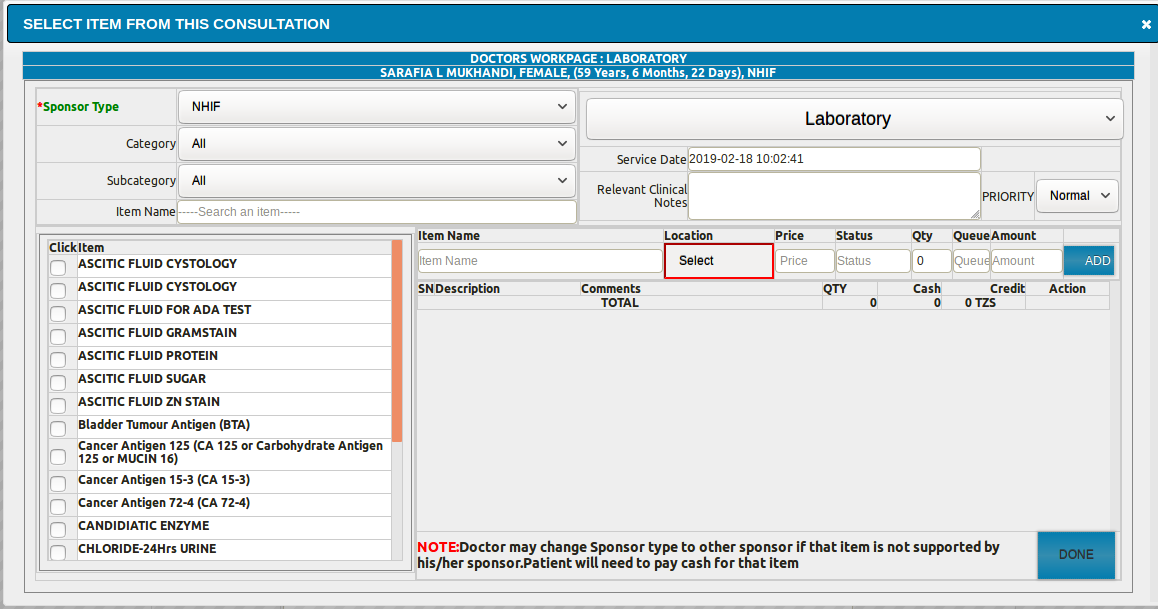 SELECT ITEM FROM THIS CONSULTATION ✖
DOCTORS WORKPAGE : LABORATORY
SARAFIA L MUKHANDI, FEMALE, (59 Years, 6 Months, 22 Days), NHIF
*Sponsor Type NHIF
Category All
Subcategory All
Item Name -----Search an item-----
Laboratory
Service Date 2019-02-18 10:02:41
Relevant Clinical
Notes
PRIORITY Normal
Click Item
ASCITIC FLUID CYSTOLOGY
ASCITIC FLUID CYSTOLOGY
ASCITIC FLUID FOR ADA TEST
ASCITIC FLUID GRAMSTAIN
ASCITIC FLUID PROTEIN
ASCITIC FLUID SUGAR
ASCITIC FLUID ZN STAIN
Bladder Tumour Antigen (BTA)
Cancer Antigen 125 (CA 125 or Carbohydrate Antigen
125 or MUCIN 16)
Cancer Antigen 15-3 (CA 15-3)
Cancer Antigen 72-4 (CA 72-4)
CANDIDIATIC ENZYME
CHLORIDE-24Hrs URINE
Item Name Location Price Status Qty Queue Amount
Item Name Select Price Status 0 Queue Amount ADD
SN Description Comments QTY Cash Credit Action
TOTAL 0 0 0 TZS
NOTE:Doctor may change Sponsor type to other sponsor if that item is not supported by
his/her sponsor.Patient will need to pay cash for that item
DONE